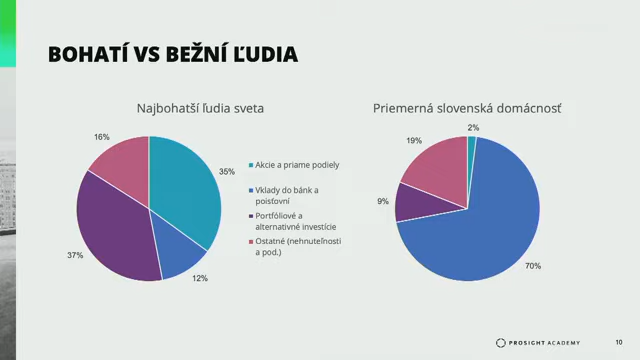 BOHATÍ VS BEŽNÍ ĽUDIA
Najbohatší ľudia sveta
16%
35%
37%
12%
Akcie a priame podiely
Vklady do bánk a
poisťovní
Portfóliové a
alternatívne investície
Ostatné (nehnuteľnosti
a pod.)
Priemerná slovenská domácnosť
2%
19%
9%
70%
PROSIGHT ACADEMY
10